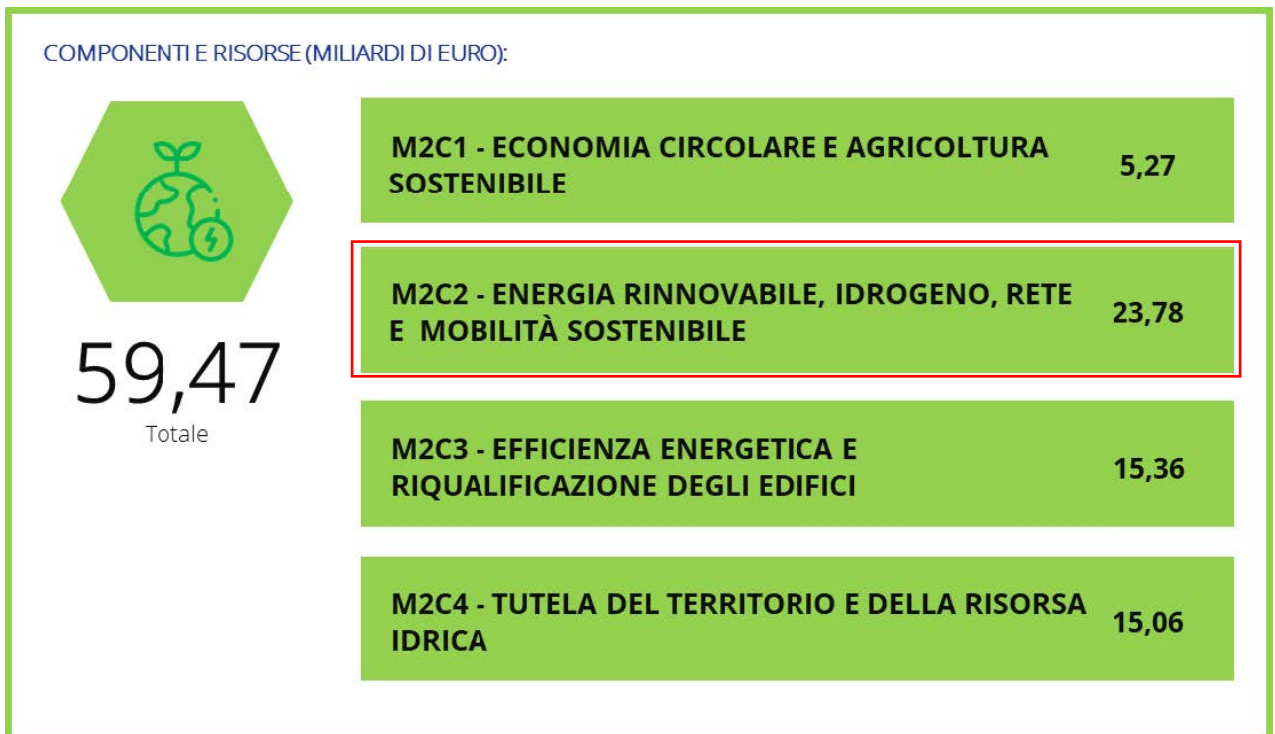 COMPONENTI E RISORSE (MILIARDI DI EURO):
M2C1 - ECONOMIA CIRCOLARE E AGRICOLTURA
SOSTENIBILE
5,27
M2C2 - ENERGIA RINNOVABILE, IDROGENO, RETE
E MOBILITÀ SOSTENIBILE
23,78
59,47
Totale
M2C3 - EFFICIENZA ENERGETICA E
RIQUALIFICAZIONE DEGLI EDIFICI
15,36
M2C4 - TUTELA DEL TERRITORIO E DELLA RISORSA
IDRICA
15,06